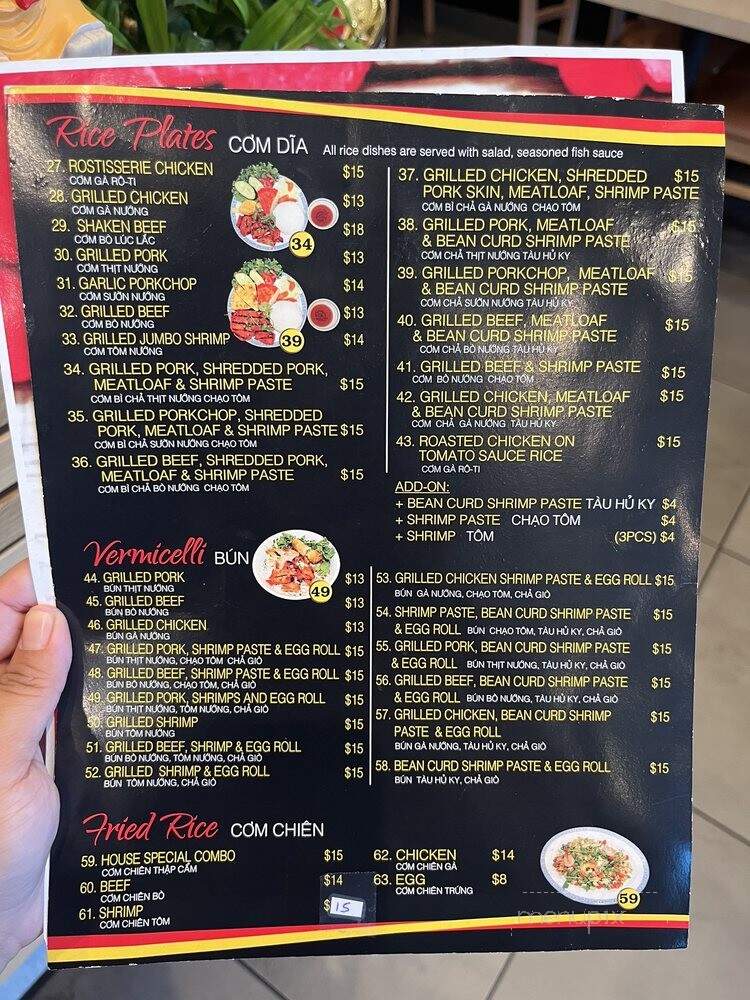 Rice Plates CƠM DĨA All rice dishes are served with salad, seasoned fish sauce
27. ROSTISSERIE CHICKEN $15
CƠM GÀ RÔ-TI
28. GRILLED CHICKEN $13
CƠM GÀ NƯỚNG
29. SHAKEN BEEF $18
CƠM BÒ LÚC LẮC
30. GRILLED PORK $13
CƠM THỊT NƯỚNG
31. GARLIC PORKCHOP $14
CƠM SƯỜN NƯỚNG
32. GRILLED BEEF $13
CƠM BÒ NƯỚNG
33. GRILLED JUMBO SHRIMP $14
CƠM TÔM NƯỚNG
34
39
34. GRILLED PORK, SHREDDED PORK,
MEATLOAF & SHRIMP PASTE $15
CƠM BÌ CHẢ THỊT NƯỚNG CHẠO TÔM
35. GRILLED PORKCHOP, SHREDDED
PORK, MEATLOAF & SHRIMP PASTE $15
CƠM BÌ CHẢ SƯỜN NƯỚNG CHẠO TÔM
36. GRILLED BEEF, SHREDDED PORK,
MEATLOAF & SHRIMP PASTE $15
CƠM BÌ CHẢ BÒ NƯỚNG CHẠO TÔM
37. GRILLED CHICKEN, SHREDDED $15
PORK SKIN, MEATLOAF, SHRIMP PASTE
CƠM BÌ CHẢ GÀ NƯỚNG CHẠO TÔM
38. GRILLED PORK, MEATLOAF $15
& BEAN CURD SHRIMP PASTE
CƠM CHẢ THỊT NƯỚNG TÀU HỦ KY
39. GRILLED PORKCHOP, MEATLOAF $15
& BEAN CURD SHRIMP PASTE
CƠM CHẢ SƯỜN NƯỚNG TÀU HỦ KY
40. GRILLED BEEF, MEATLOAF $15
& BEAN CURD SHRIMP PASTE
CƠM CHẢ BÒ NƯỚNG TÀU HỦ KY
41. GRILLED BEEF & SHRIMP PASTE $15
CƠM BÒ NƯỚNG CHẠO TÔM
42. GRILLED CHICKEN, MEATLOAF $15
& BEAN CURD SHRIMP PASTE
CƠM CHẢ GÀ NƯỚNG TÀU HỦ KY
43. ROASTED CHICKEN ON $15
TOMATO SAUCE RICE
CƠM GÀ RÔ-TI
ADD-ON:
+ BEAN CURD SHRIMP PASTE TÀU HỦ KY $4
+ SHRIMP PASTE CHẠO TÔM $4
+ SHRIMP TÔM (3PCS) $4
Vermicelli BÚN
49
44. GRILLED PORK $13
BÚN THỊT NƯỚNG
45. GRILLED BEEF $13
BÚN BÒ NƯỚNG
46. GRILLED CHICKEN $13
BÚN GÀ NƯỚNG
47. GRILLED PORK, SHRIMP PASTE & EGG ROLL $15
BÚN THỊT NƯỚNG, CHẠO TÔM CHẢ GIÒ
48. GRILLED BEEF, SHRIMP PASTE & EGG ROLL $15
BÚN BÒ NƯỚNG, CHẠO TÔM, CHẢ GIÒ
49. GRILLED PORK, SHRIMPS AND EGG ROLL $15
BÚN THỊT NƯỚNG, TÔM NƯỚNG, CHẢ GIÒ
50. GRILLED SHRIMP $15
BÚN TÔM NƯỚNG
51. GRILLED BEEF, SHRIMP & EGG ROLL $15
BÚN BÒ NƯỚNG, TÔM NƯỚNG, CHẢ GIÒ
52. GRILLED SHRIMP & EGG ROLL $15
BÚN TÔM NƯỚNG, CHẢ GIÒ
53. GRILLED CHICKEN SHRIMP PASTE & EGG ROLL $15
BÚN GÀ NƯỚNG, CHẠO TÔM, CHẢ GIÒ
54. SHRIMP PASTE, BEAN CURD SHRIMP PASTE $15
& EGG ROLL BÚN CHẠO TÔM, TÀU HỦ KY, CHẢ GIÒ
55. GRILLED PORK, BEAN CURD SHRIMP PASTE $15
& EGG ROLL BÚN THỊT NƯỚNG, TÀU HỦ KY, CHẢ GIÒ
56. GRILLED BEEF, BEAN CURD SHRIMP PASTE $15
& EGG ROLL BÚN BÒ NƯỚNG, TÀU HỦ KY, CHẢ GIÒ
57. GRILLED CHICKEN, BEAN CURD SHRIMP $15
PASTE & EGG ROLL
BÚN GÀ NƯỚNG, TÀU HỦ KY, CHẢ GIÒ
58. BEAN CURD SHRIMP PASTE & EGG ROLL $15
BÚN TÀU HỦ KY, CHẢ GIÒ
Fried Rice CƠM CHIÊN
59. HOUSE SPECIAL COMBO $15
CƠM CHIÊN THẬP CẨM
60. BEEF $14
CƠM CHIÊN BÒ
61. SHRIMP $15
CƠM CHIÊN TÔM
62. CHICKEN $14
CƠM CHIÊN GÀ
63. EGG $8
CƠM CHIÊN TRỨNG
59
menupix